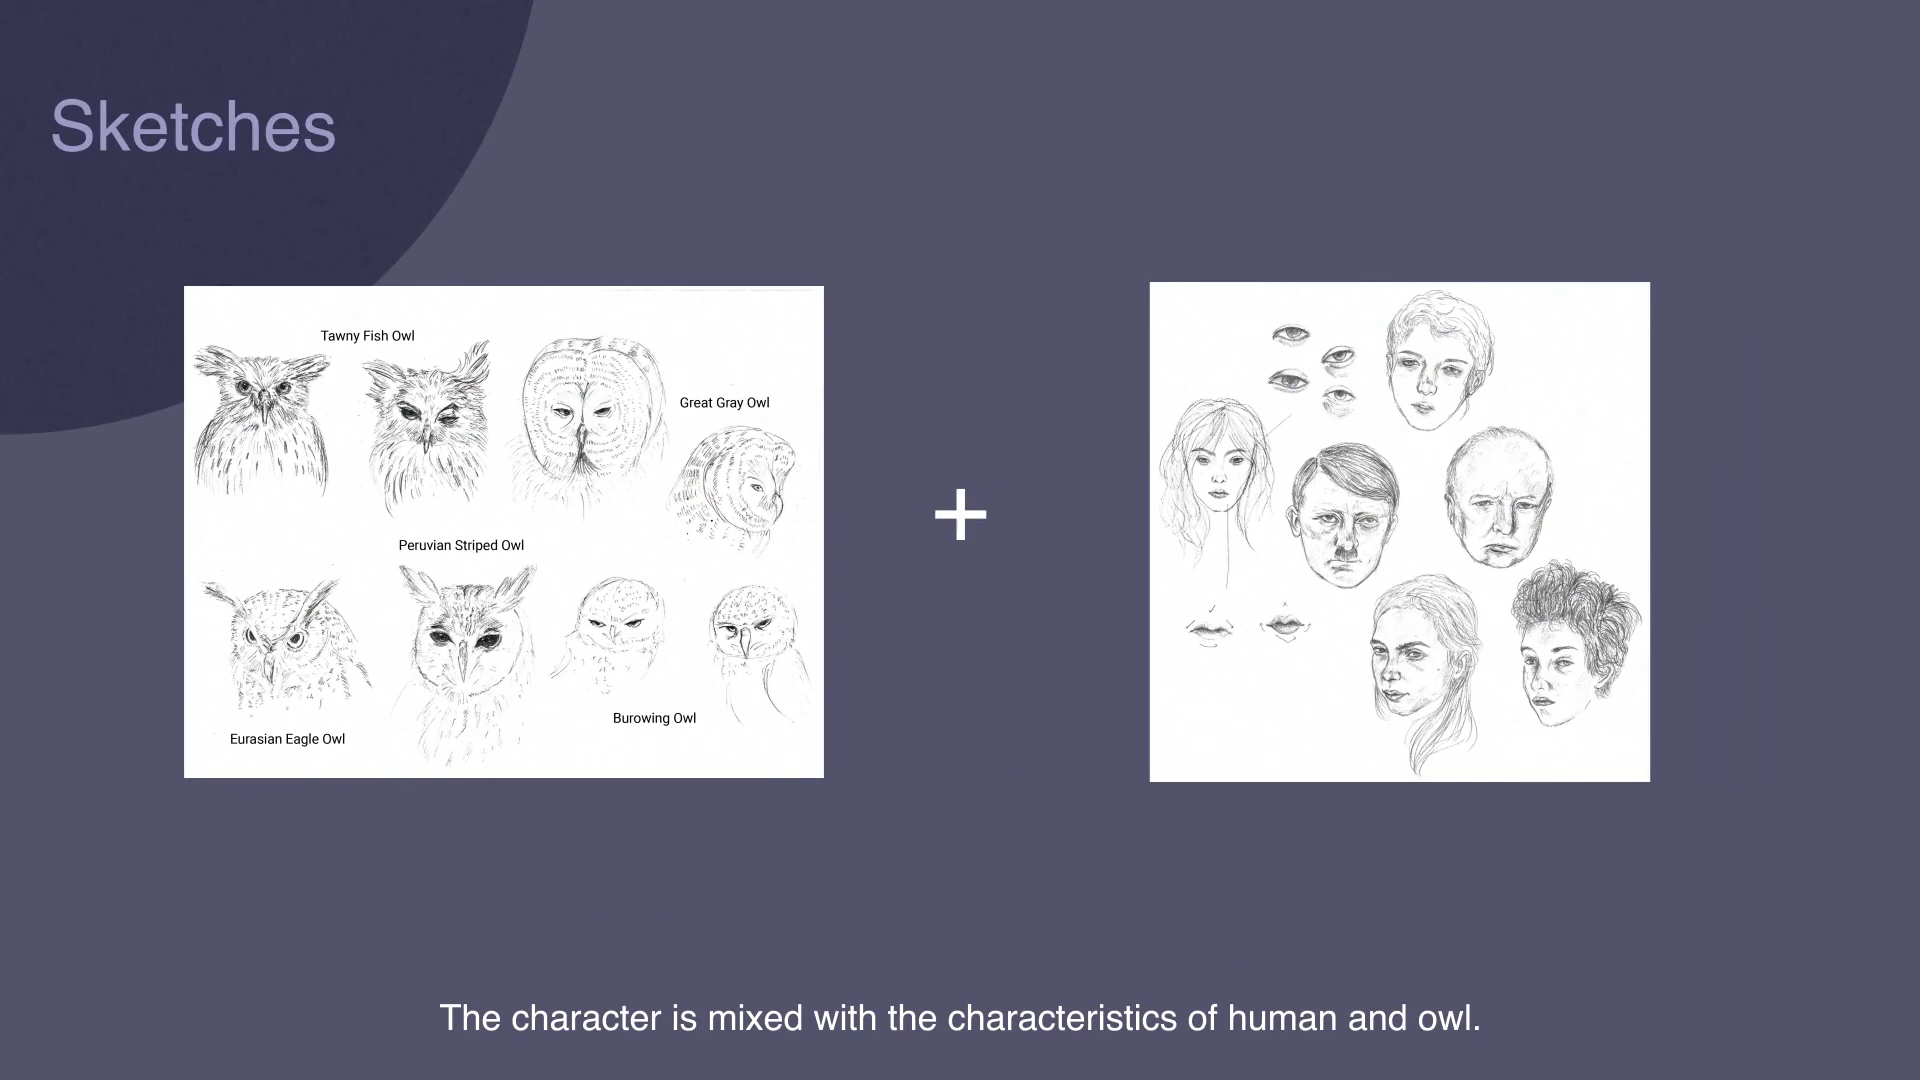 Sketches
Tawny Fish Owl
Great Gray Owl
Peruvian Striped Owl
Burowing Owl
Eurasian Eagle Owl
+
The character is mixed with the characteristics of human and owl.